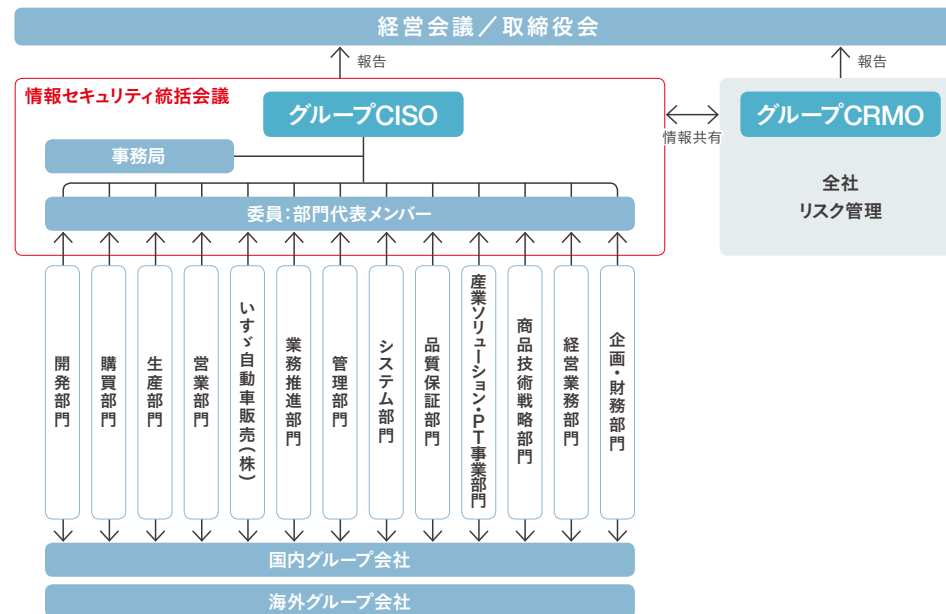 経営会議／取締役会
報告
報告
情報セキュリティ統括会議
グループCISO
グループCRMO
情報共有
事務局
全社
リスク管理
委員：部門代表メンバー
開発部門
購買部門
生産部門
営業部門
いすゞ自動車販売(株)
業務推進部門
管理部門
システム部門
品質保証部門
産業ソリューション・PT事業部門
商品技術戦略部門
経営業務部門
企画・財務部門
国内グループ会社
海外グループ会社